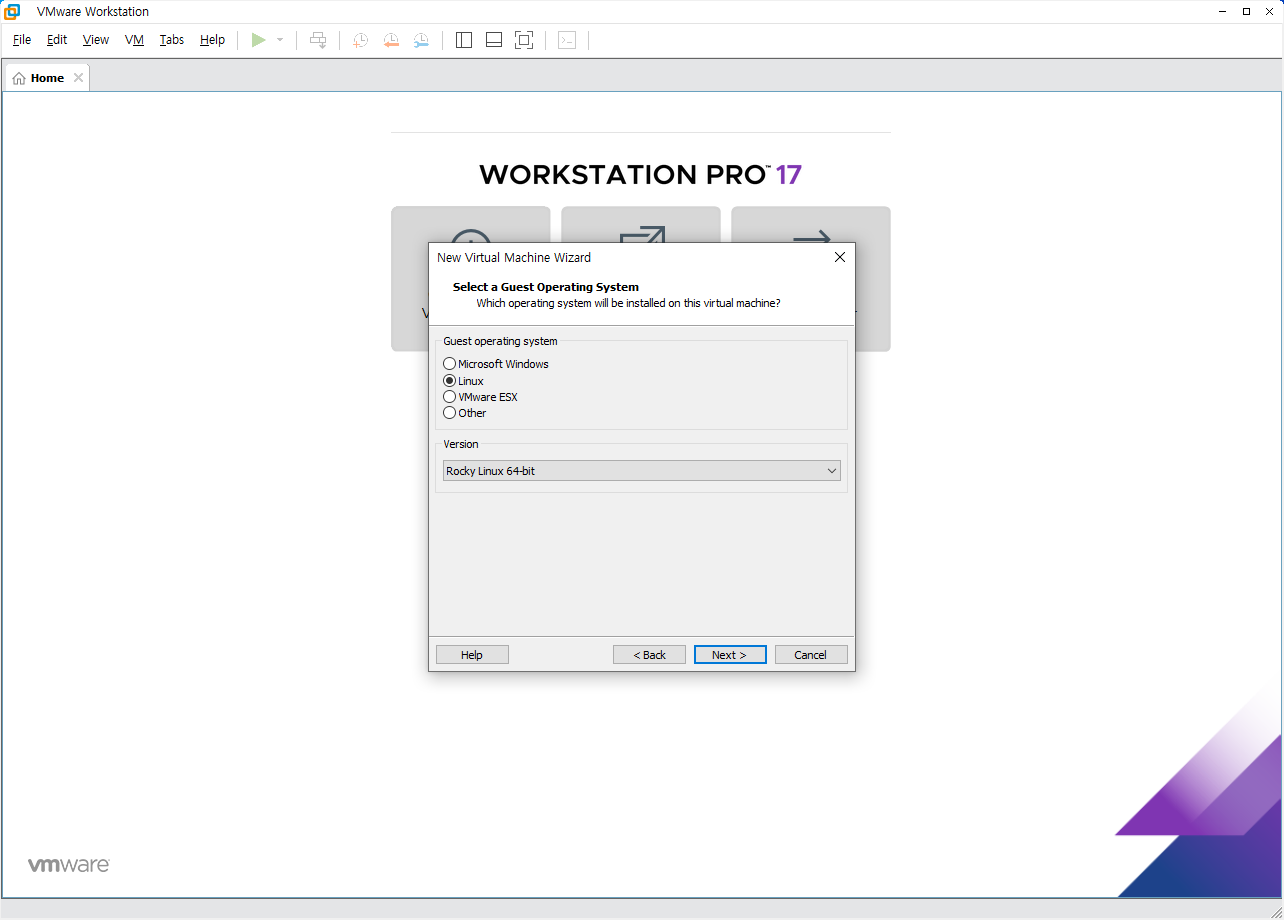 VMware Workstation
File Edit View VM Tabs Help
Home
WORKSTATION PRO™ 17
New Virtual Machine Wizard
Select a Guest Operating System
Which operating system will be installed on this virtual machine?
Guest operating system
Microsoft Windows
Linux
VMware ESX
Other
Version
Rocky Linux 64-bit
Help < Back Next > Cancel
vmware